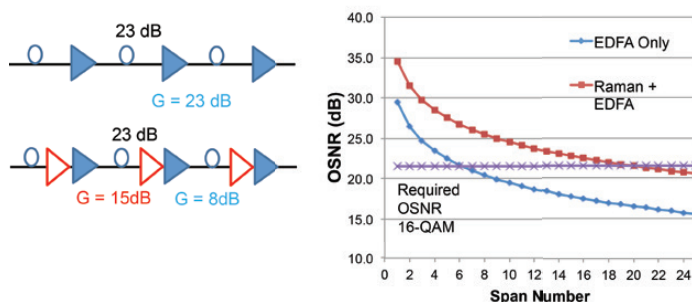 23 dB
G = 23 dB
23 dB
G = 15dB
G = 8dB
40.0
35.0
30.0
25.0
20.0
15.0
10.0
OSNR (dB)
EDFA Only
Raman +
EDFA
Required
OSNR
16-QAM
0 2 4 6 8 10 12 14 16 18 20 22 24
Span Number